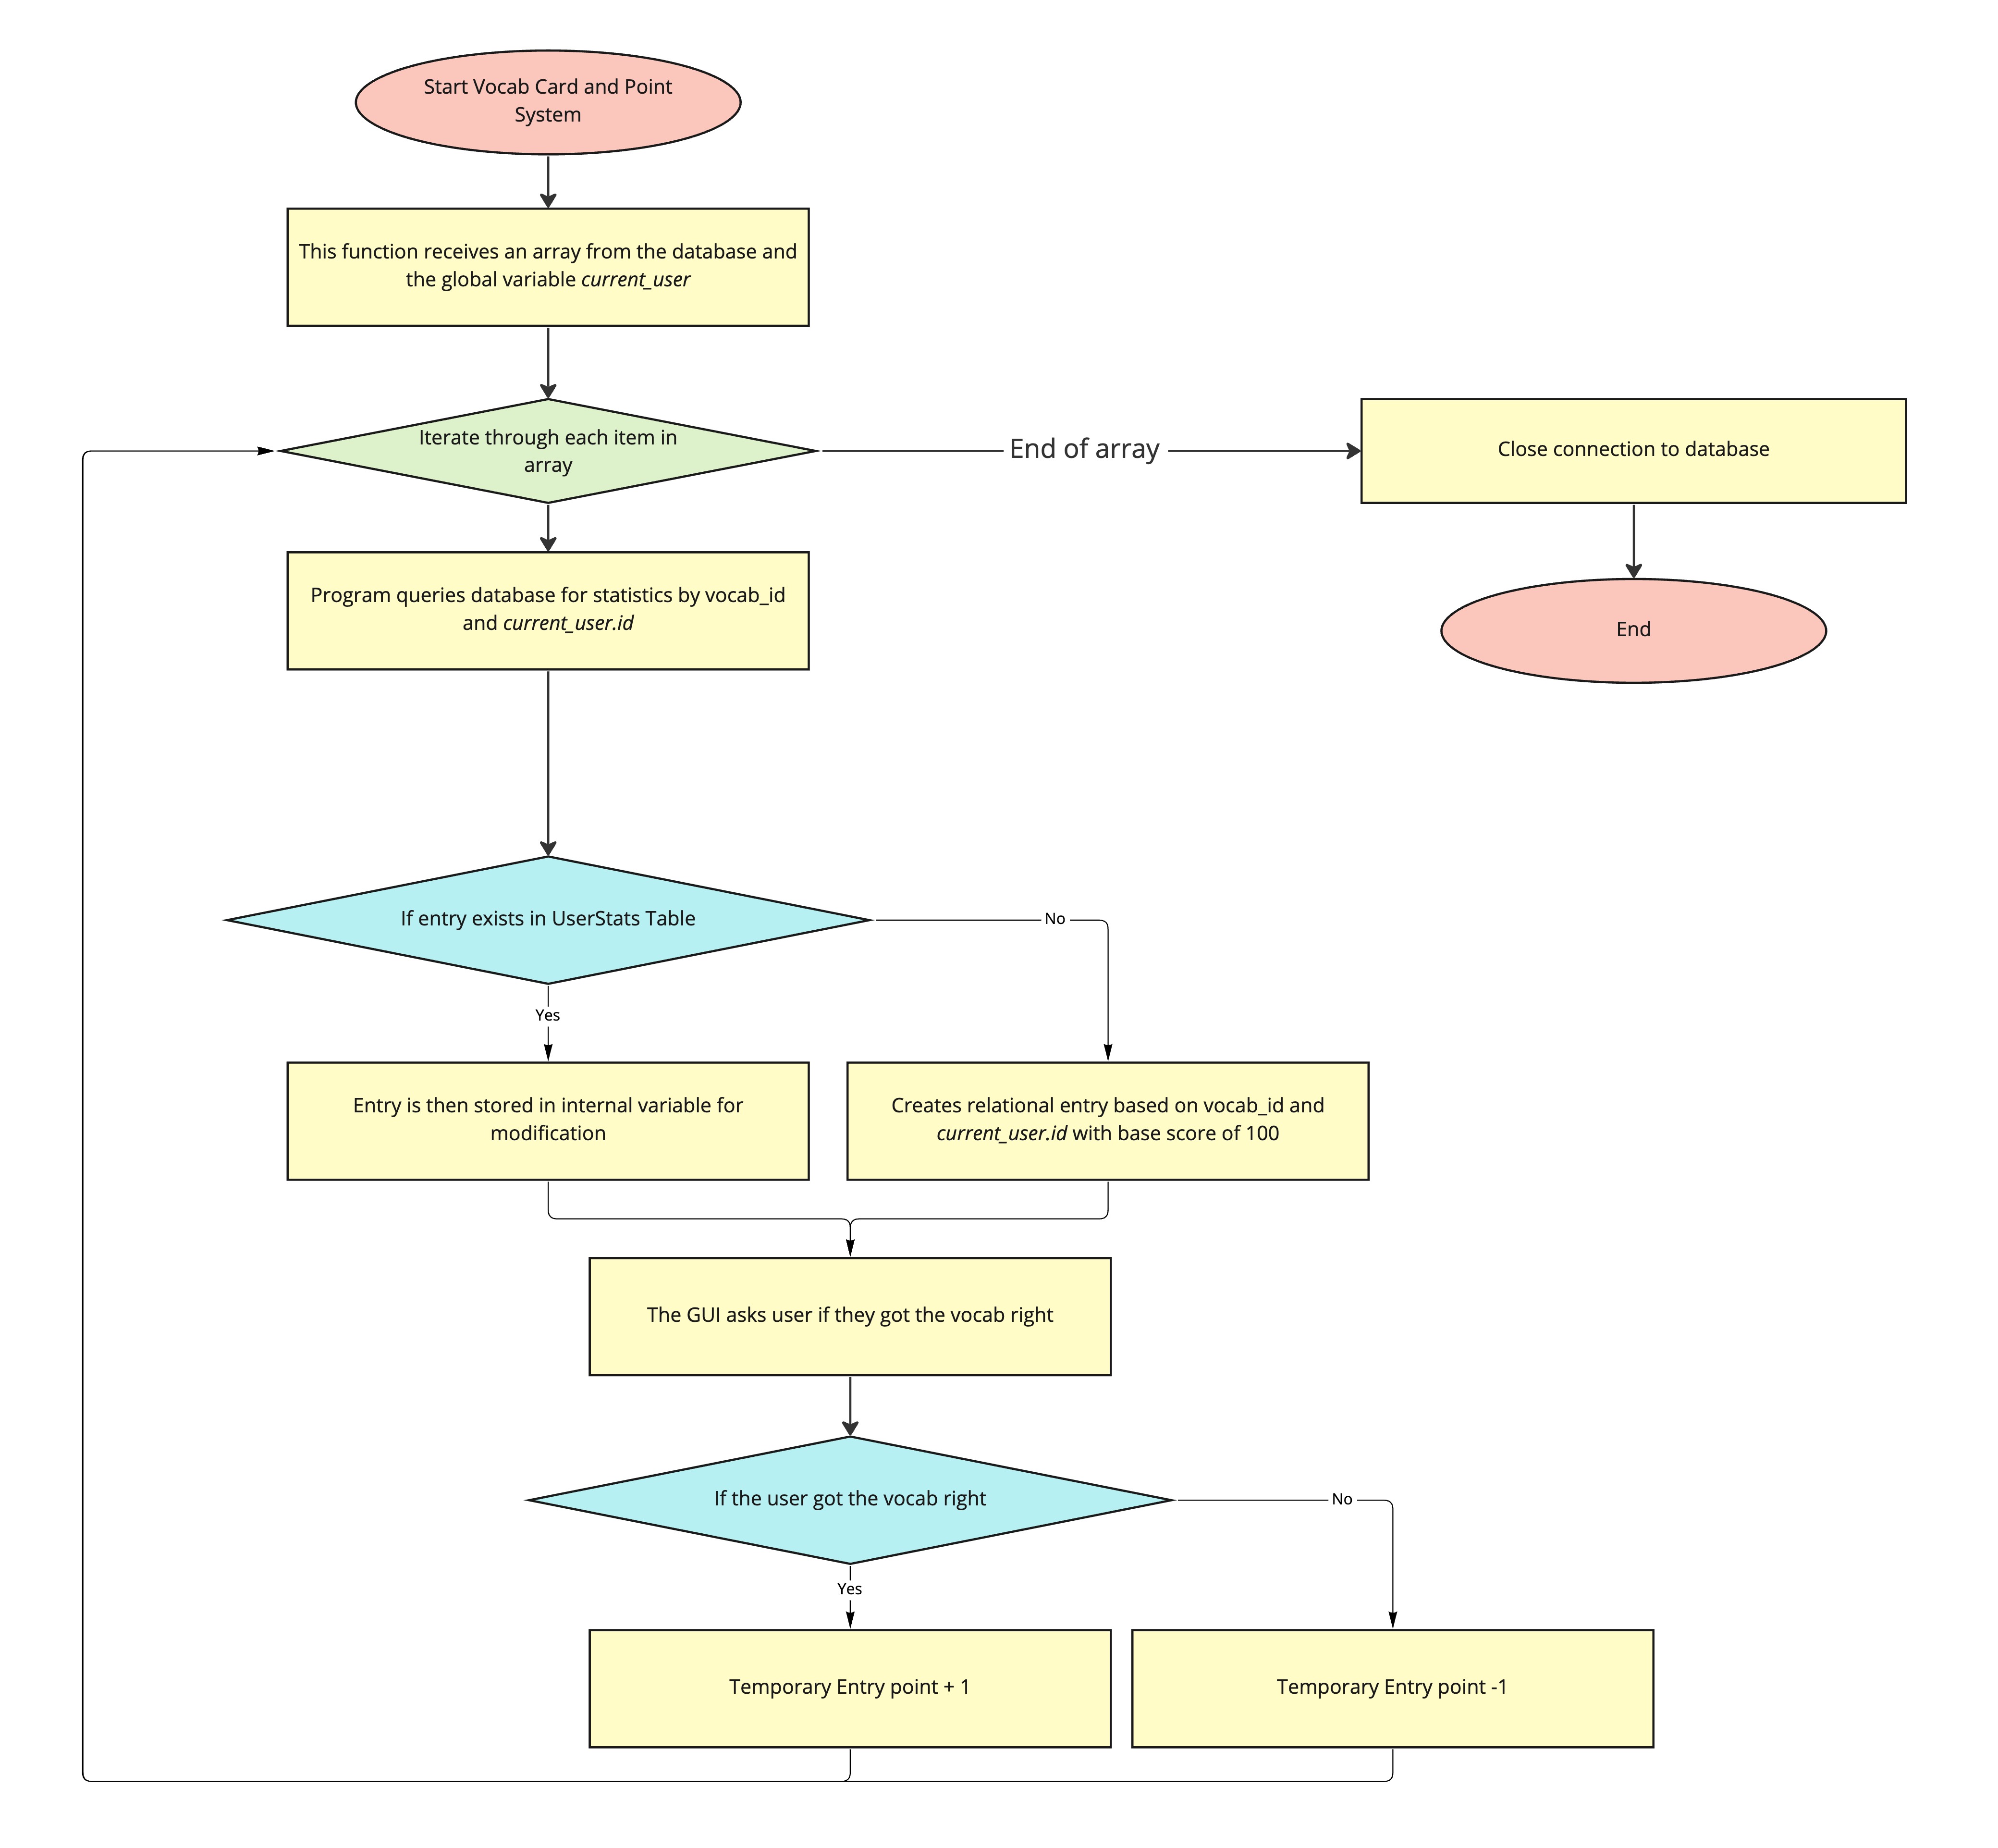 Start Vocab Card and Point
System
This function receives an array from the database and
the global variable current_user
Iterate through each item in
array
End of array
Close connection to database
End
Program queries database for statistics by vocab_id
and current_user.id
If entry exists in UserStats Table
No
Yes
Entry is then stored in internal variable for
modification
Creates relational entry based on vocab_id and
current_user.id with base score of 100
The GUI asks user if they got the vocab right
If the user got the vocab right
No
Yes
Temporary Entry point + 1
Temporary Entry point -1